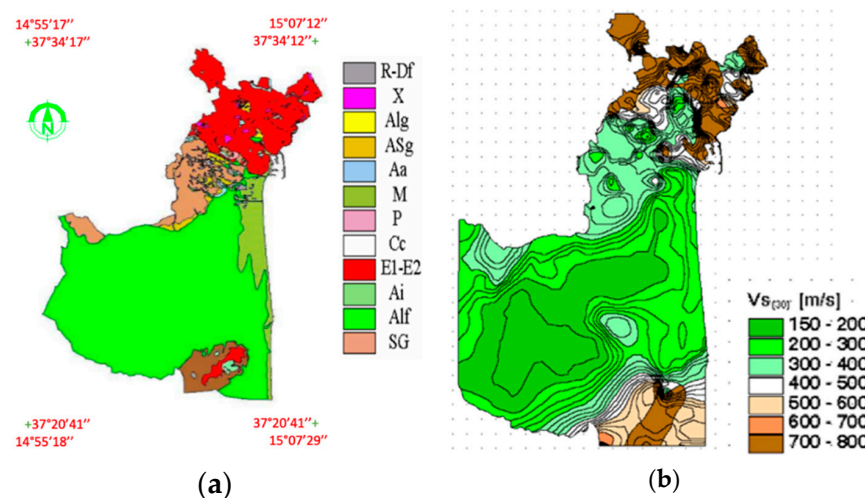 14°55'17'' 15°07'12''
+37°34'17'' 37°34'12''+
N
R-Df
X
Alg
ASg
Aa
M
P
Cc
E1-E2
Ai
Alf
SG
+37°20'41'' 37°20'41''+
14°55'18'' 15°07'29''
(a)
Vs(30) [m/s]
150 - 200
200 - 300
300 - 400
400 - 500
500 - 600
600 - 700
700 - 800
(b)